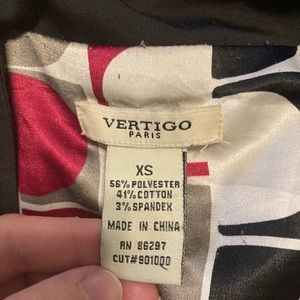 VERTIGO
PARIS
XS
56% POLYESTER
41% COTTON
3% SPANDEX
MADE IN CHINA
RN 86297
CUT#901000